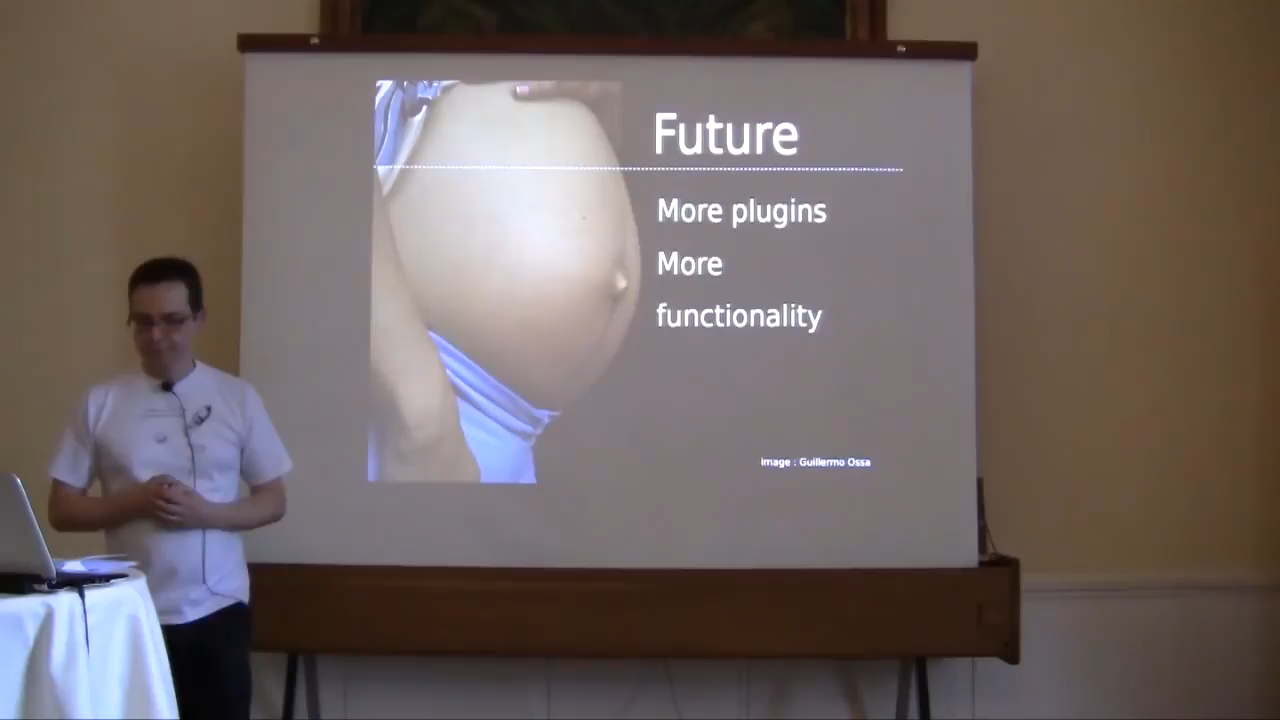 Future
More plugins
More
functionality
Image : Guillermo Ossa